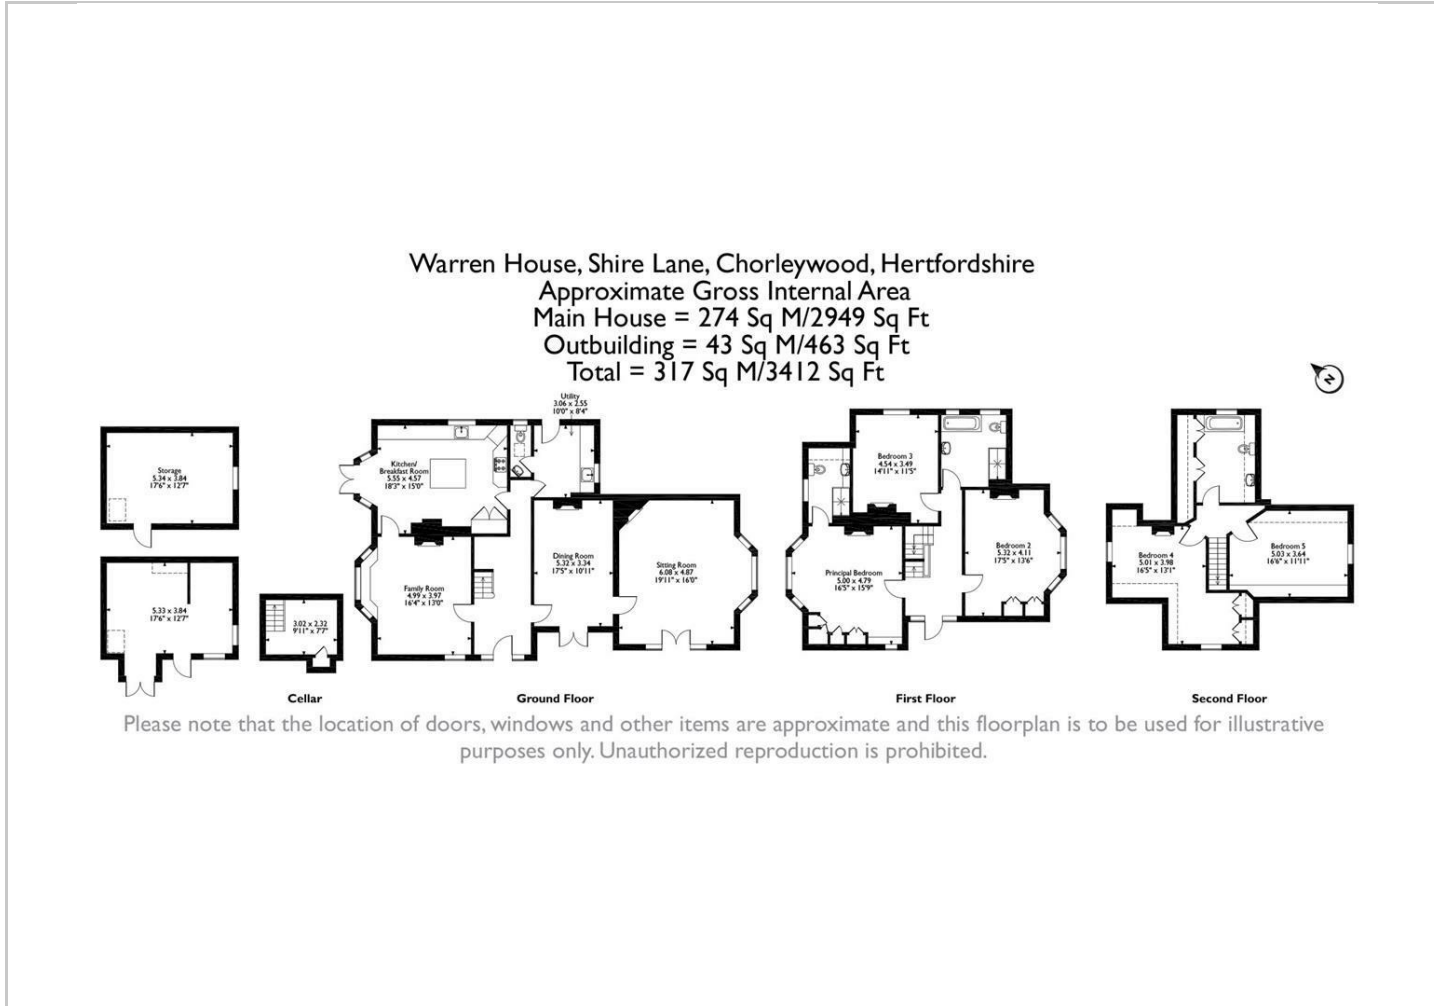 Warren House, Shire Lane, Chorleywood, Hertfordshire
Approximate Gross Internal Area
Main House = 274 Sq M/2949 Sq Ft
Outbuilding = 43 Sq M/463 Sq Ft
Total = 317 Sq M/3412 Sq Ft
N
Utility
3.06 x 2.55
10'0" x 8'4"
Storage
5.34 x 3.84
17'6" x 12'7"
Kitchen/
Breakfast Room
5.55 x 4.57
18'3" x 15'0"
Bedroom 3
4.54 x 3.49
14'11" x 11'5"
5.33 x 3.84
17'6" x 12'7"
3.02 x 2.32
9'11" x 7'7"
Family Room
4.99 x 3.97
16'4" x 13'0"
Dining Room
5.32 x 3.34
17'5" x 10'11"
Sitting Room
6.08 x 4.87
19'11" x 16'0"
Principal Bedroom
5.00 x 4.79
16'5" x 15'9"
Bedroom 2
5.32 x 4.11
17'5" x 13'6"
Bedroom 4
5.01 x 3.98
16'5" x 13'1"
Bedroom 5
5.03 x 3.64
16'6" x 11'11"
Cellar
Ground Floor
First Floor
Second Floor
Please note that the location of doors, windows and other items are approximate and this floorplan is to be used for illustrative
purposes only. Unauthorized reproduction is prohibited.